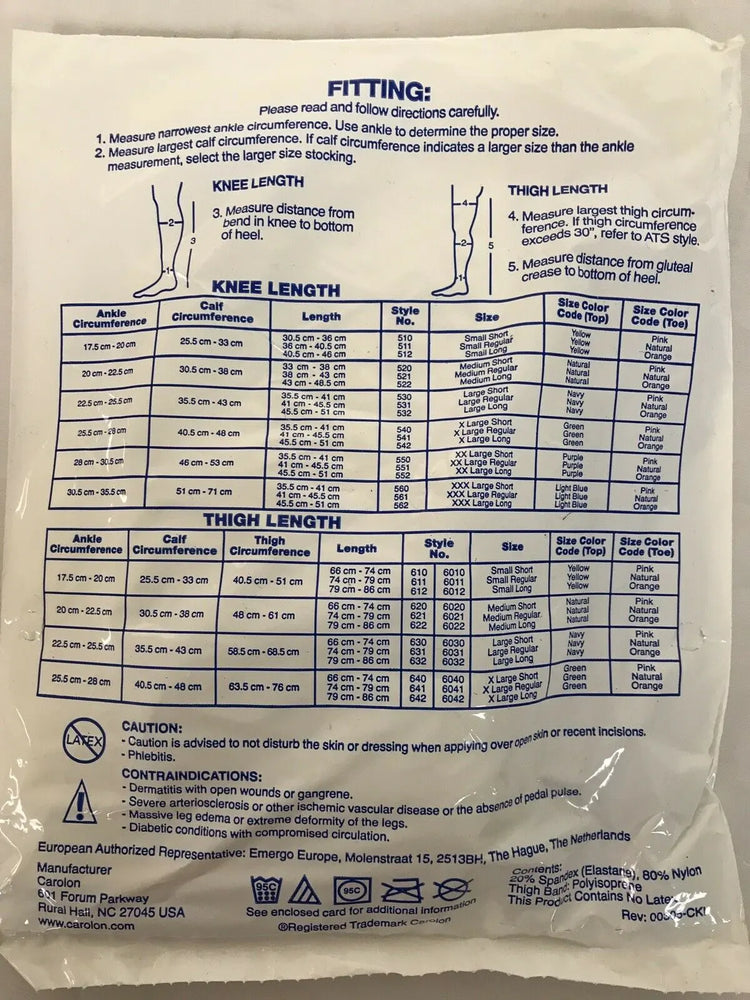 FITTING:
Please read and follow directions carefully.
1. Measure narrowest ankle circumference. Use ankle to determine the proper size.
2. Measure largest calf circumference. If calf circumference indicates a larger size than the ankle
measurement, select the larger size stocking.
KNEE LENGTH
3. Measure distance from
bend in knee to bottom
of heel.
2
3
1
THIGH LENGTH
4. Measure largest thigh circum-
ference. If thigh circumference
exceeds 30", refer to ATS style.
5. Measure distance from gluteal
crease to bottom of heel.
4
2
5
1
KNEE LENGTH
Ankle Circumference Calf Circumference Length Style No. Size Size Color Code (Top) Size Color Code (Toe)
17.5 cm - 20 cm 25.5 cm - 33 cm
30.5 cm - 36 cm 510 Small Short Yellow Pink
36 cm - 40.5 cm 511 Small Regular Yellow Natural
40.5 cm - 46 cm 512 Small Long Yellow Orange
20 cm - 22.5 cm 30.5 cm - 38 cm
33 cm - 38 cm 520 Medium Short Natural Pink
38 cm - 43 cm 521 Medium Regular Natural Natural
43 cm - 48.5 cm 522 Medium Long Natural Orange
22.5 cm - 25.5 cm 35.5 cm - 43 cm
35.5 cm - 41 cm 530 Large Short Navy Pink
41 cm - 45.5 cm 531 Large Regular Navy Natural
45.5 cm - 51 cm 532 Large Long Navy Orange
25.5 cm - 28 cm 40.5 cm - 48 cm
35.5 cm - 41 cm 540 X Large Short Green Pink
41 cm - 45.5 cm 541 X Large Regular Green Natural
45.5 cm - 51 cm 542 X Large Long Green Orange
28 cm - 30.5 cm 46 cm - 53 cm
35.5 cm - 41 cm 550 XX Large Short Purple Pink
41 cm - 45.5 cm 551 XX Large Regular Purple Natural
45.5 cm - 51 cm 552 XX Large Long Purple Orange
30.5 cm - 35.5 cm 51 cm - 71 cm
35.5 cm - 41 cm 560 XXX Large Short Light Blue Pink
41 cm - 45.5 cm 561 XXX Large Regular Light Blue Natural
45.5 cm - 51 cm 562 XXX Large Long Light Blue Orange
THIGH LENGTH
Ankle Circumference Calf Circumference Thigh Circumference Length Style No. Size Size Color Code (Top) Size Color Code (Toe)
17.5 cm - 20 cm 25.5 cm - 33 cm 40.5 cm - 51 cm
66 cm - 74 cm 610 6010 Small Short Yellow Pink
74 cm - 79 cm 611 6011 Small Regular Yellow Natural
79 cm - 86 cm 612 6012 Small Long Yellow Orange
20 cm - 22.5 cm 30.5 cm - 38 cm 48 cm - 61 cm
66 cm - 74 cm 620 6020 Medium Short Natural Pink
74 cm - 79 cm 621 6021 Medium Regular Natural Natural
79 cm - 86 cm 622 6022 Medium Long Natural Orange
22.5 cm - 25.5 cm 35.5 cm - 43 cm 58.5 cm - 68.5 cm
66 cm - 74 cm 630 6030 Large Short Navy Pink
74 cm - 79 cm 631 6031 Large Regular Navy Natural
79 cm - 86 cm 632 6032 Large Long Navy Orange
25.5 cm - 28 cm 40.5 cm - 48 cm 63.5 cm - 76 cm
66 cm - 74 cm 640 6040 X Large Short Green Pink
74 cm - 79 cm 641 6041 X Large Regular Green Natural
79 cm - 86 cm 642 6042 X Large Long Green Orange
LATEX
CAUTION:
- Caution is advised to not disturb the skin or dressing when applying over open skin or recent incisions.
- Phlebitis.
CONTRAINDICATIONS:
- Dermatitis with open wounds or gangrene.
- Severe arteriosclerosis or other ischemic vascular disease or the absence of pedal pulse.
- Massive leg edema or extreme deformity of the legs.
- Diabetic conditions with compromised circulation.
European Authorized Representative: Emergo Europe, Molenstraat 15, 2513BH, The Hague, The Netherlands
Manufacturer
Carolon
601 Forum Parkway
Rural Hall, NC 27045 USA
www.carolon.com
95C 95C
See enclosed card for additional information
®Registered Trademark Carolon
Contents:
20% Spandex (Elastane), 80% Nylon
Thigh Band: Polyisoprene
This Product Contains No Latex
Rev: